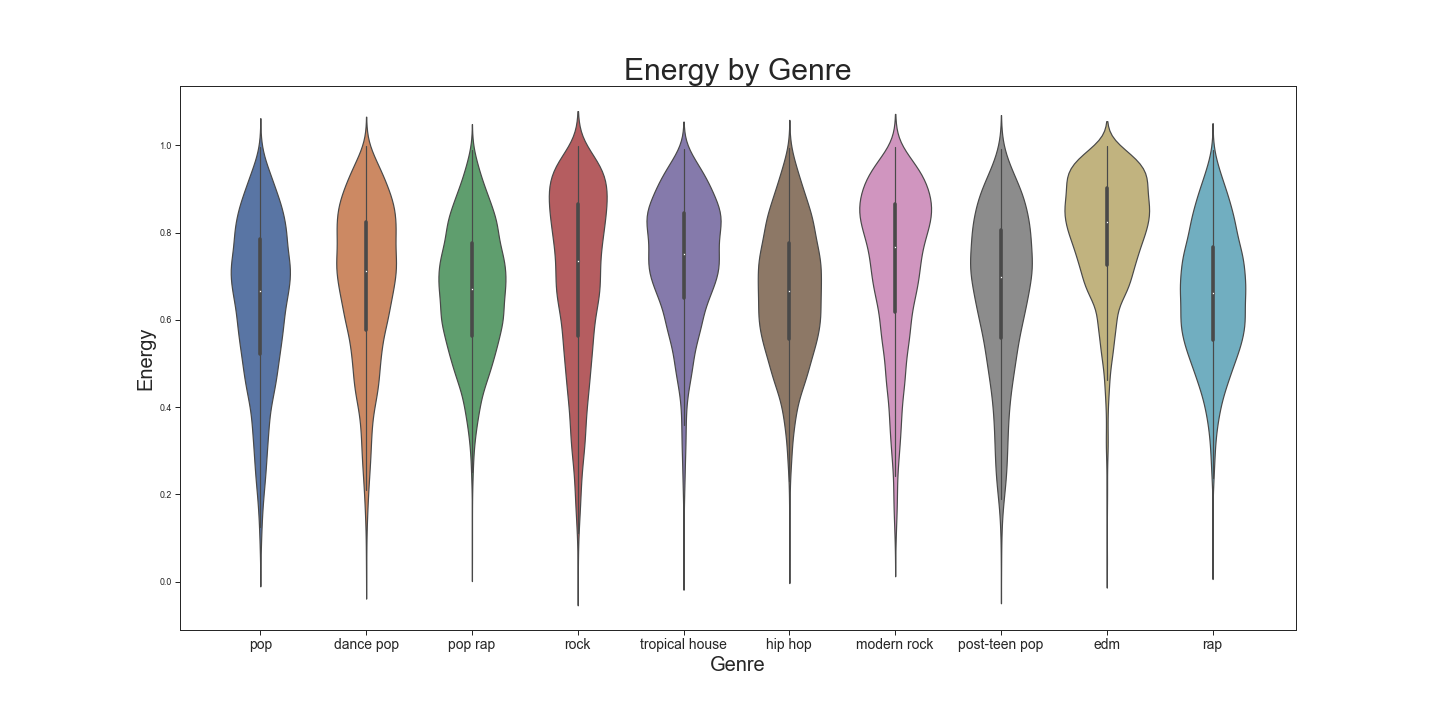 Energy by Genre
Energy
1.0
0.8
0.6
0.4
0.2
0.0
pop dance pop pop rap rock tropical house hip hop modern rock post-teen pop edm rap
Genre